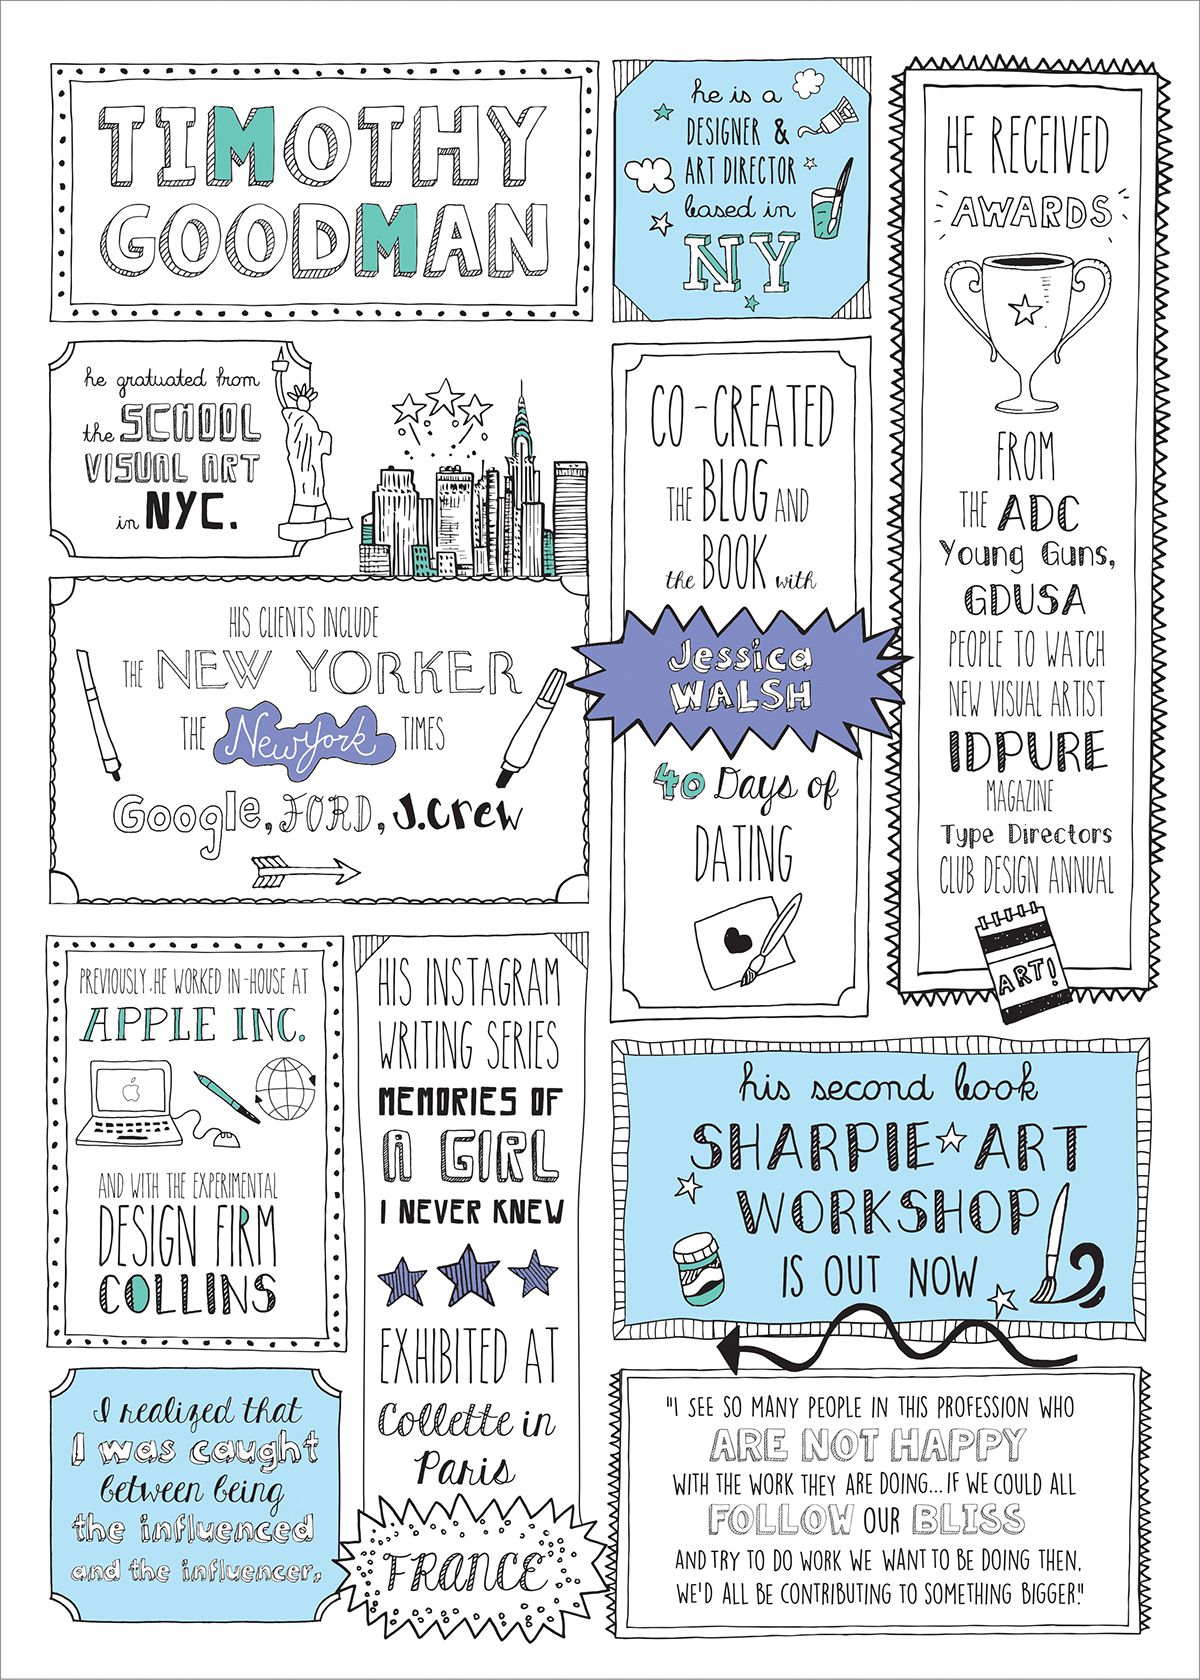 TIMOTHY
GOODMAN
he is a
DESIGNER &
ART DIRECTOR
based in
NY
HE RECEIVED
AWARDS
FROM
THE ADC
Young Guns,
GDUSA
PEOPLE TO WATCH
NEW VISUAL ARTIST
IDPURE
MAGAZINE
Type Directors
CLUB DESIGN ANNUAL
ART!
he gratuated from
the SCHOOL
VISUAL ART
in NYC.
CO-CREATED
THE BLOG AND
the BOOK with
Jessica
WALSH
40 Days of
DATING
HIS CLIENTS INCLUDE
THE NEW YORKER
THE New York TIMES
Google, FORD, J.Crew
PREVIOUSLY, HE WORKED IN-HOUSE AT
APPLE INC.
AND WITH THE EXPERIMENTAL
DESIGN FIRM
COLLINS
HIS INSTAGRAM
WRITING SERIES
MEMORIES OF
A GIRL
I NEVER KNEW
EXHIBITED AT
Collette in
Paris
FRANCE
his second book
SHARPIE ART
WORKSHOP
IS OUT NOW
I realized that
I was caught
between being
the influenced
and the influencer.
"I SEE SO MANY PEOPLE IN THIS PROFESSION WHO
ARE NOT HAPPY
WITH THE WORK THEY ARE DOING...IF WE COULD ALL
FOLLOW OUR BLISS
AND TRY TO DO WORK WE WANT TO BE DOING THEN,
WE'D ALL BE CONTRIBUTING TO SOMETHING BIGGER."